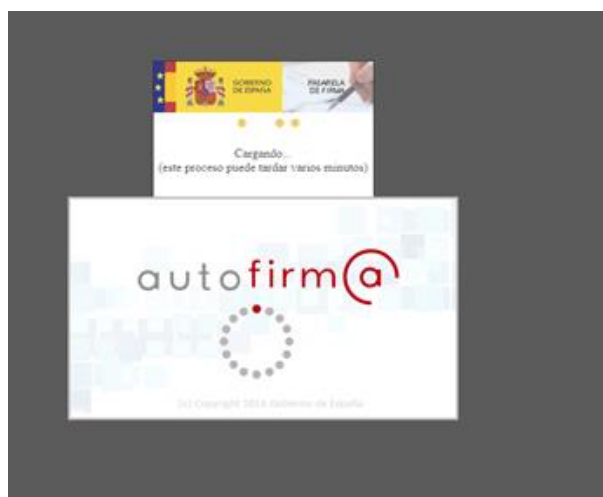 GOBIERNO
DE ESPAÑA
PASARELA
DE FIRMA
Cargando...
(este proceso puede tardar varios minutos)
autofirm@
(c) Copyright 2016 Gobierno de España